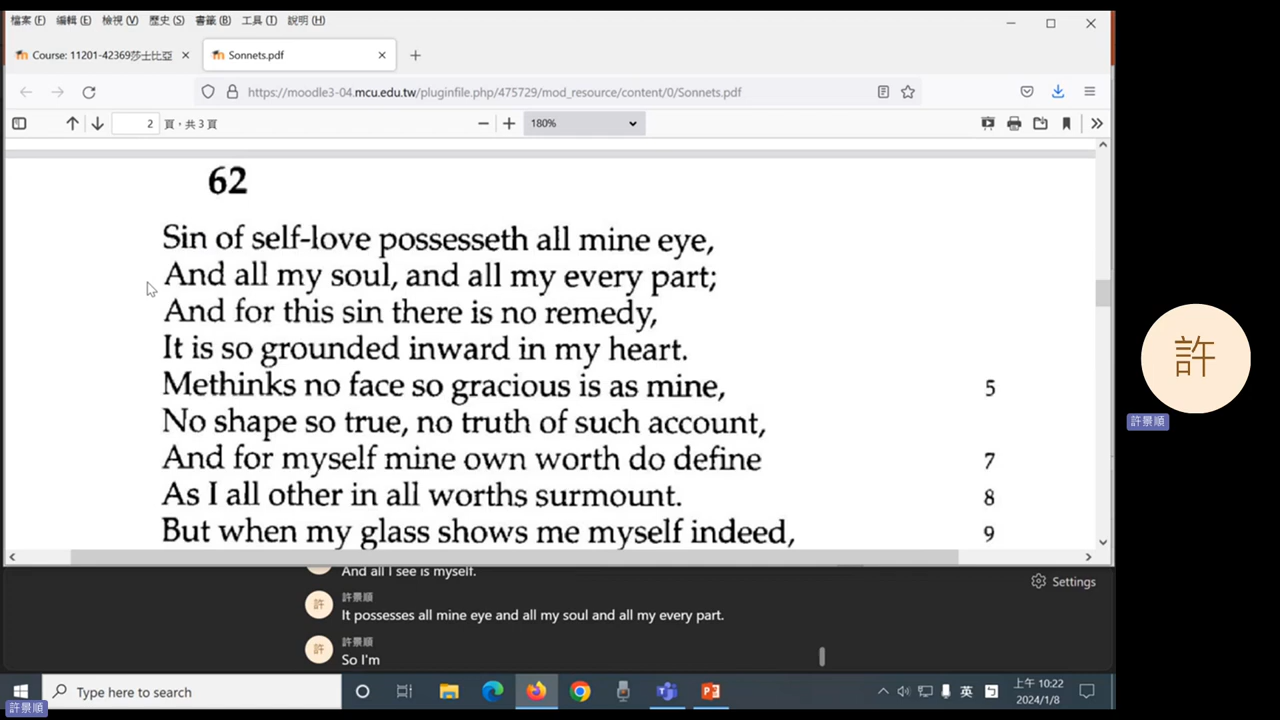 檔案 (F) 編輯 (E) 檢視 (V) 歷史 (S) 書籤 (B) 工具 (T) 說明 (H)
Course: 11201-42369莎士比亞
Sonnets.pdf
https://moodle3-04.mcu.edu.tw/pluginfile.php/475729/mod_resource/content/0/Sonnets.pdf
2 頁，共 3 頁
180%
62
Sin of self-love possesseth all mine eye,
And all my soul, and all my every part;
And for this sin there is no remedy,
It is so grounded inward in my heart.
Methinks no face so gracious is as mine, 5
No shape so true, no truth of such account,
And for myself mine own worth do define 7
As I all other in all worths surmount. 8
But when my glass shows me myself indeed, 9
許
許景順
And all I see is myself.
Settings
許 許景順
It possesses all mine eye and all my soul and all my every part.
許 許景順
So I'm
Type here to search
英
上午 10:22
2024/1/8
許景順